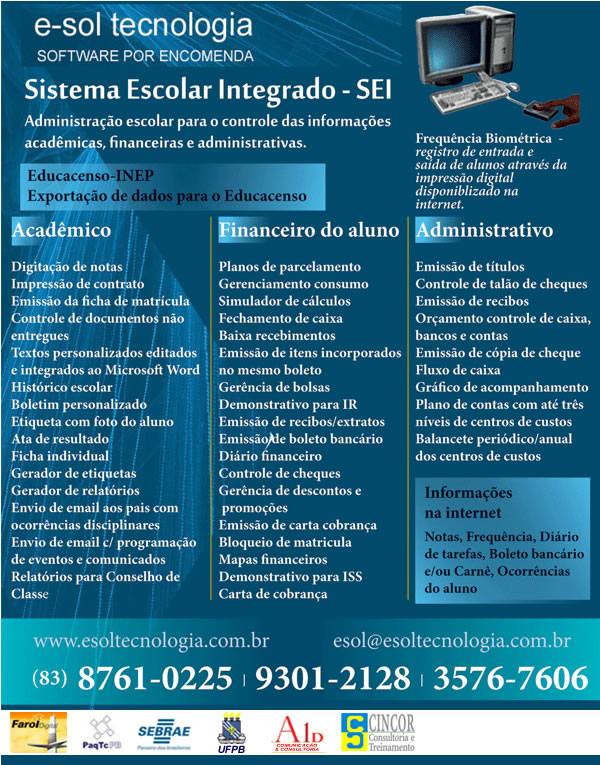 e-sol tecnologia
SOFTWARE POR ENCOMENDA
Sistema Escolar Integrado - SEI
Administração escolar para o controle das informações
acadêmicas, financeiras e administrativas.
Frequência Biométrica -
registro de entrada e
saída de alunos através da
impressão digital
disponiblizado na
internet.
Educacenso-INEP
Exportação de dados para o Educacenso
Acadêmico
Digitação de notas
Impressão de contrato
Emissão da ficha de matrícula
Controle de documentos não
entregues
Textos personalizados editados
e integrados ao Microsoft Word
Histórico escolar
Boletim personalizado
Etiqueta com foto do aluno
Ata de resultado
Ficha individual
Gerador de etiquetas
Gerador de relatórios
Envio de email aos pais com
ocorrências disciplinares
Envio de email c/ programação
de eventos e comunicados
Relatórios para Conselho de
Classe
Financeiro do aluno
Planos de parcelamento
Gerenciamento consumo
Simulador de cálculos
Fechamento de caixa
Baixa recebimentos
Emissão de itens incorporados
no mesmo boleto
Gerência de bolsas
Demonstrativo para IR
Emissão de recibos/extratos
Emissão de boleto bancário
Diário financeiro
Controle de cheques
Gerência de descontos e
promoções
Emissão de carta cobrança
Bloqueio de matricula
Mapas financeiros
Demonstrativo para ISS
Carta de cobrança
Administrativo
Emissão de títulos
Controle de talão de cheques
Emissão de recibos
Orçamento controle de caixa,
bancos e contas
Emissão de cópia de cheque
Fluxo de caixa
Gráfico de acompanhamento
Plano de contas com até três
níveis de centros de custos
Balancete periódico/anual
dos centros de custos
Informações
na internet
Notas, Frequência, Diário
de tarefas, Boleto bancário
e/ou Carnê, Ocorrências
do aluno
www.esoltecnologia.com.br esol@esoltecnologia.com.br
(83) 8761-0225 | 9301-2128 | 3576-7606
Farol Digital
PaqTcPB
SEBRAE
Parceiro dos brasileiros
UFPB
A1D
COMUNICAÇÃO
& CONSULTORIA
CINCOR
Consultoria e
Treinamento